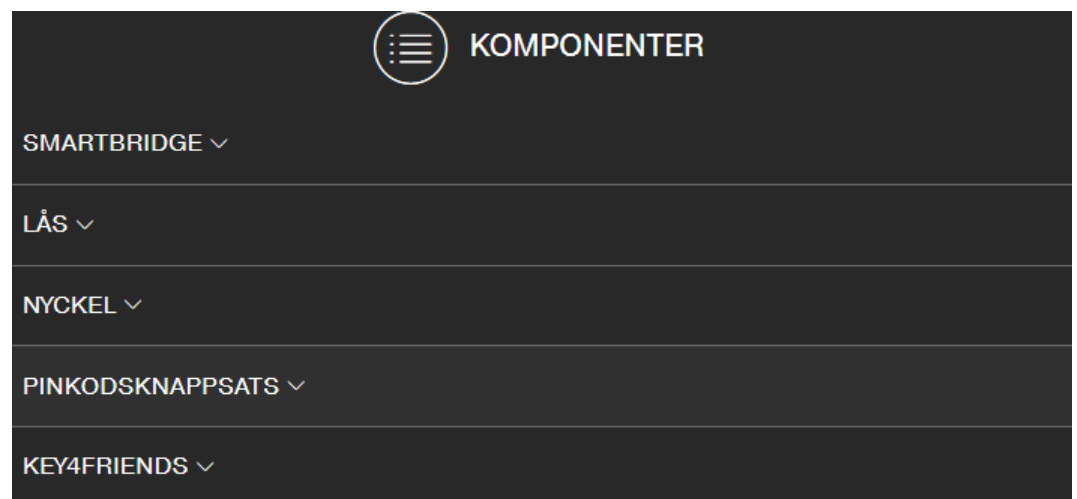 KOMPONENTER
SMARTBRIDGE
LÅS
NYCKEL
PINKODSKNAPPSATS
KEY4FRIENDS